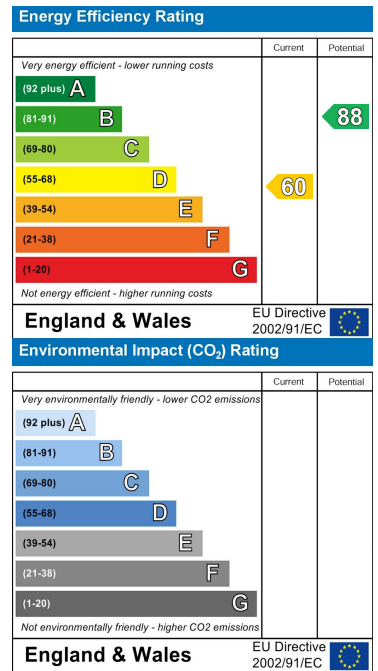 Energy Efficiency Rating
Current Potential
Very energy efficient - lower running costs
(92 plus) A
(81-91) B
88
(69-80) C
(55-68) D
60
(39-54) E
(21-38) F
(1-20) G
Not energy efficient - higher running costs
England & Wales
EU Directive
2002/91/EC
Environmental Impact (CO₂) Rating
Current Potential
Very environmentally friendly - lower CO2 emissions
(92 plus) A
(81-91) B
(69-80) C
(55-68) D
(39-54) E
(21-38) F
(1-20) G
Not environmentally friendly - higher CO2 emissions
England & Wales
EU Directive
2002/91/EC